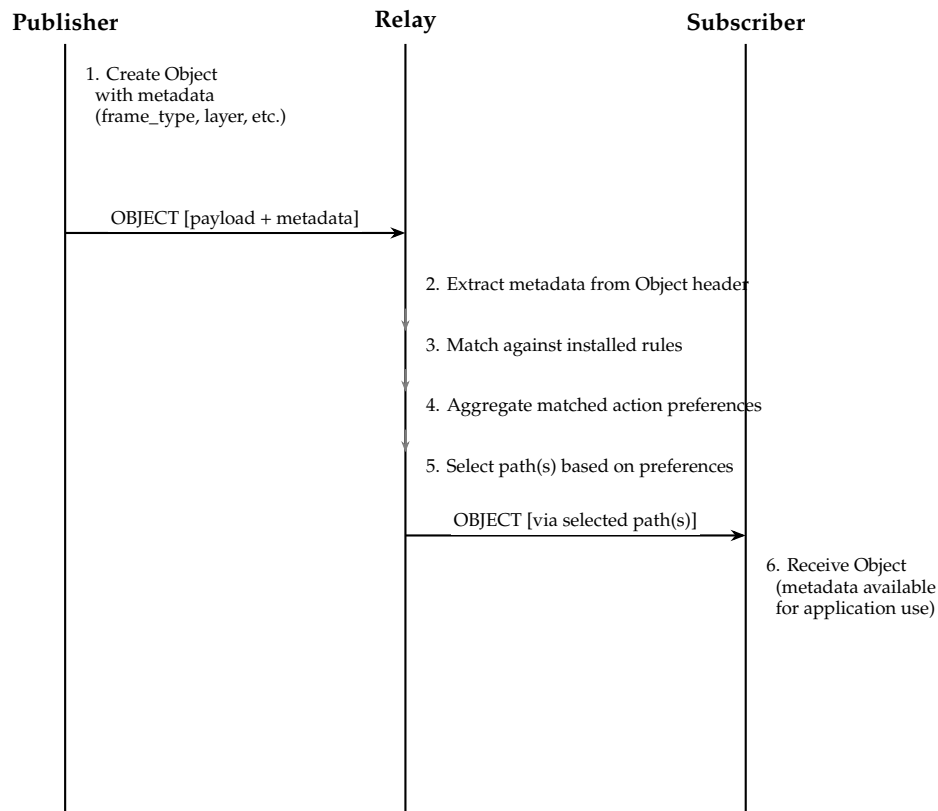 Publisher
Relay
Subscriber
1. Create Object
with metadata
(frame_type, layer, etc.)
OBJECT [payload + metadata]
2. Extract metadata from Object header
3. Match against installed rules
4. Aggregate matched action preferences
5. Select path(s) based on preferences
OBJECT [via selected path(s)]
6. Receive Object
(metadata available
for application use)